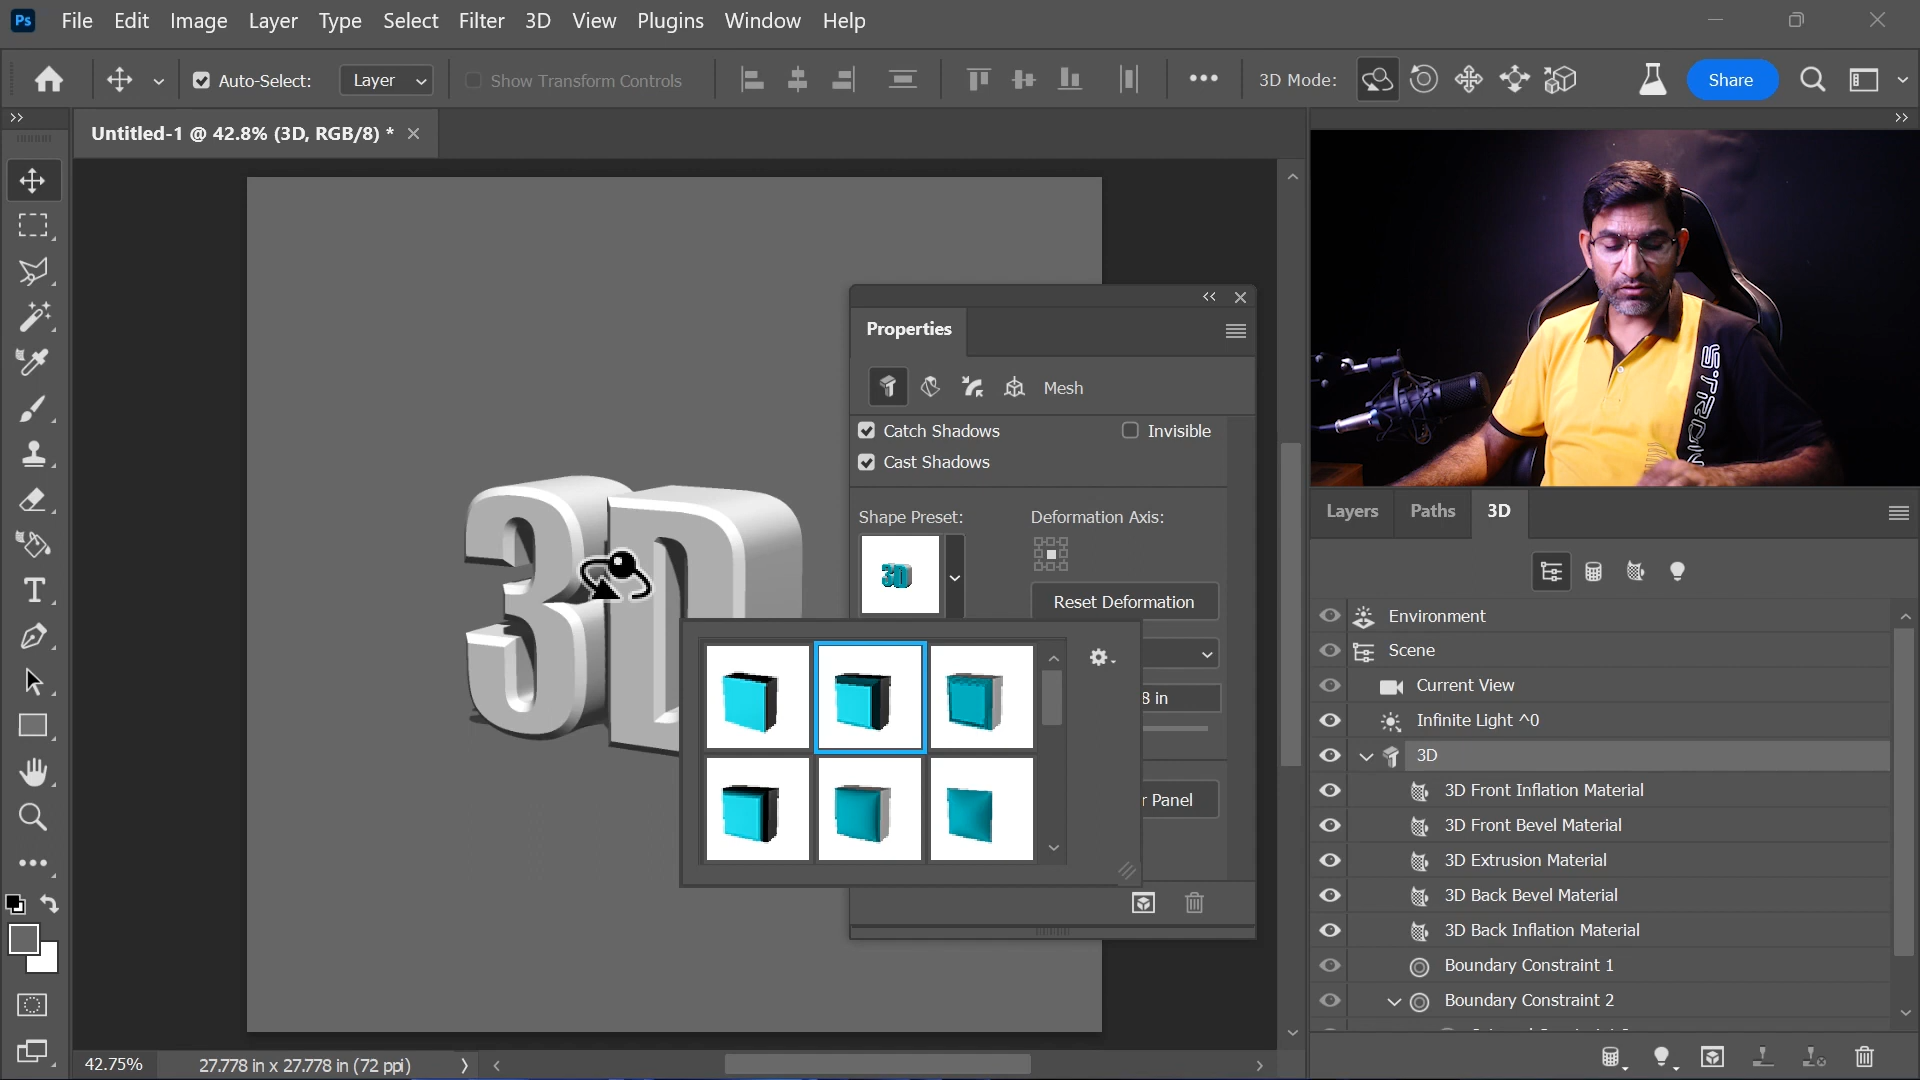 Ps File Edit Image Layer Type Select Filter 3D View Plugins Window Help
Auto-Select: Layer Show Transform Controls 3D Mode: Share
Untitled-1 @ 42.8% (3D, RGB/8) *
3D
Properties
Mesh
Catch Shadows Invisible
Cast Shadows
Shape Preset: Deformation Axis:
3D
Reset Deformation
8 in
r Panel
Layers Paths 3D
Environment
Scene
Current View
Infinite Light ^0
3D
3D Front Inflation Material
3D Front Bevel Material
3D Extrusion Material
3D Back Bevel Material
3D Back Inflation Material
Boundary Constraint 1
Boundary Constraint 2
42.75% 27.778 in x 27.778 in (72 ppi)